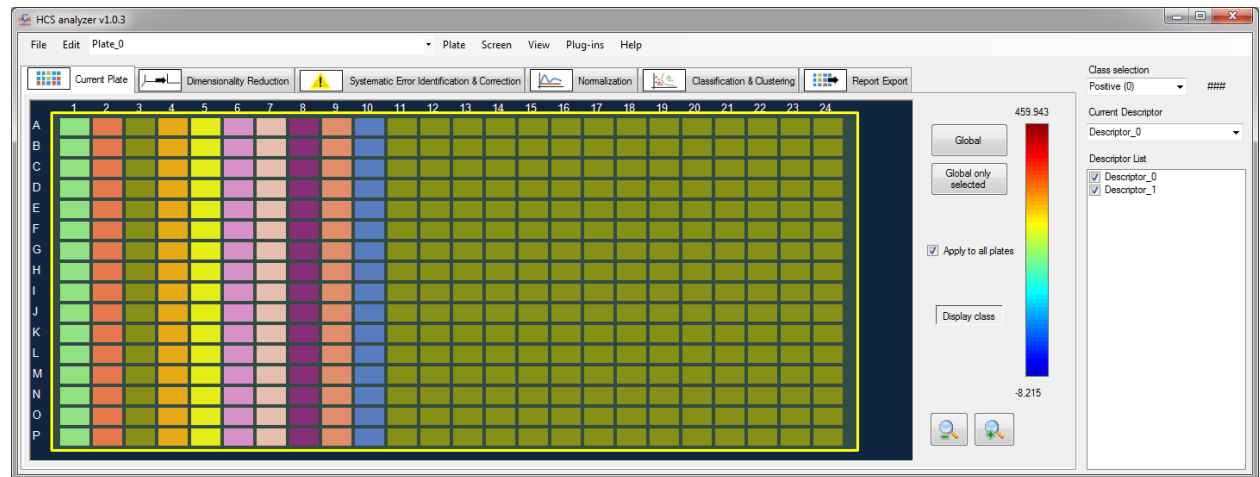 HCS analyzer v1.0.3
File Edit Plate_0 Plate Screen View Plug-ins Help
Current Plate Dimensionality Reduction Systematic Error Identification & Correction Normalization Classification & Clustering Report Export
Class selection
Positive (0) ###
1 2 3 4 5 6 7 8 9 10 11 12 13 14 15 16 17 18 19 20 21 22 23 24
459.943
Current Descriptor
Descriptor_0
A
B
C
D
E
F
G
H
I
J
K
L
M
N
O
P
Global
Global only
selected
Apply to all plates
Display class
-8.215
Descriptor List
Descriptor_0
Descriptor_1